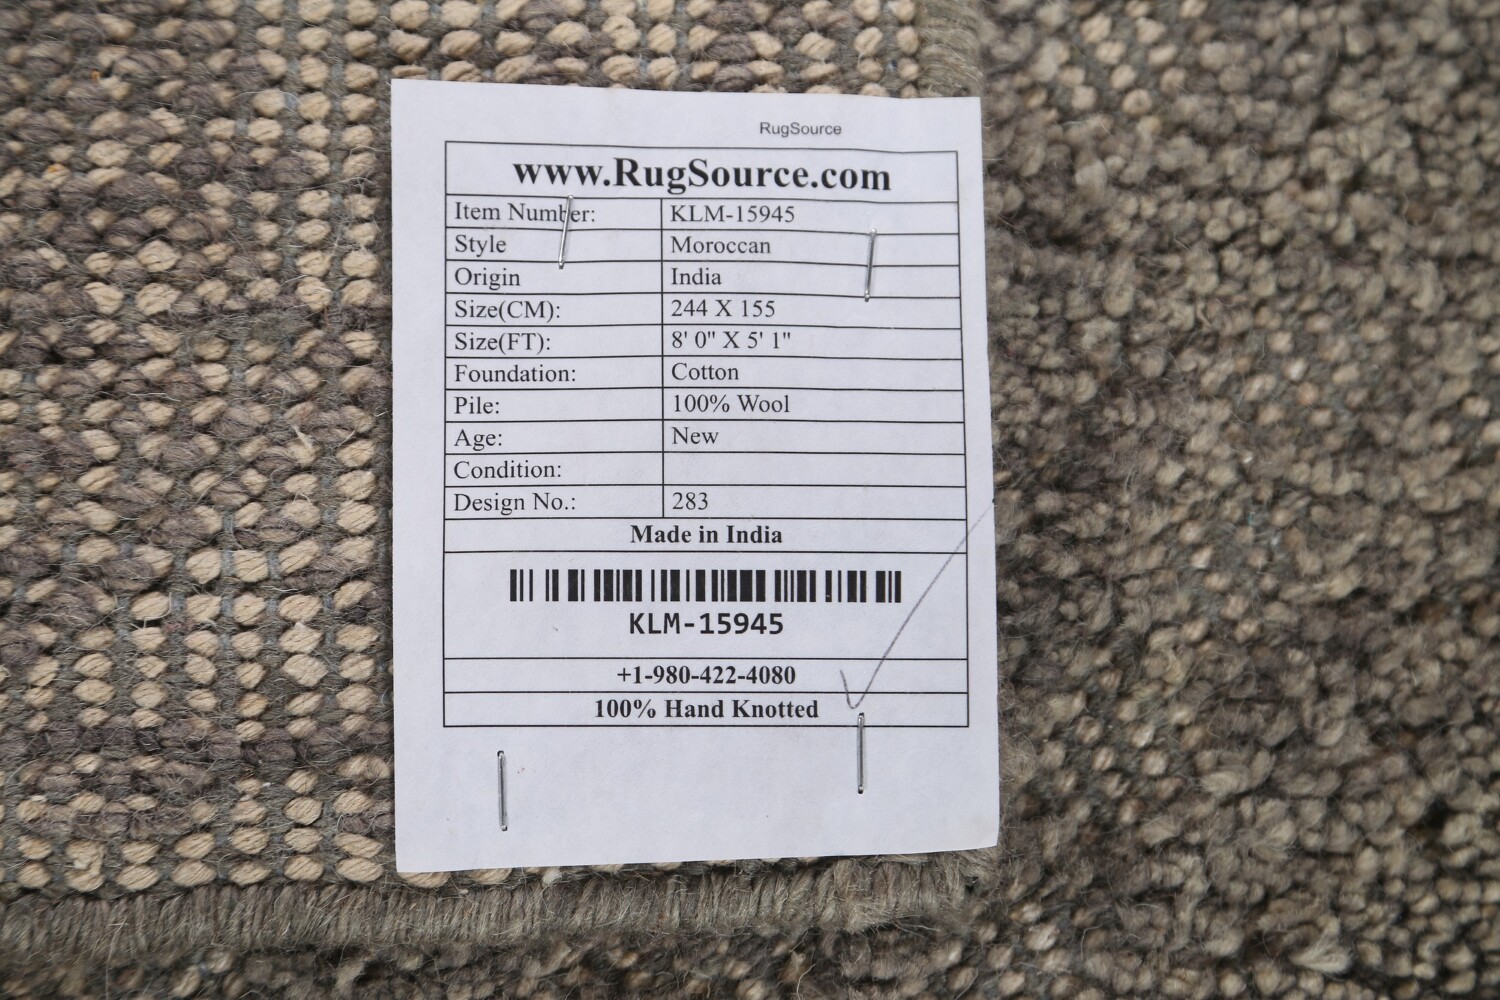 RugSource
www.RugSource.com
Item Number: KLM-15945
Style Moroccan
Origin India
Size(CM): 244 X 155
Size(FT): 8' 0" X 5' 1"
Foundation: Cotton
Pile: 100% Wool
Age: New
Condition:
Design No.: 283
Made in India
KLM-15945
+1-980-422-4080
100% Hand Knotted